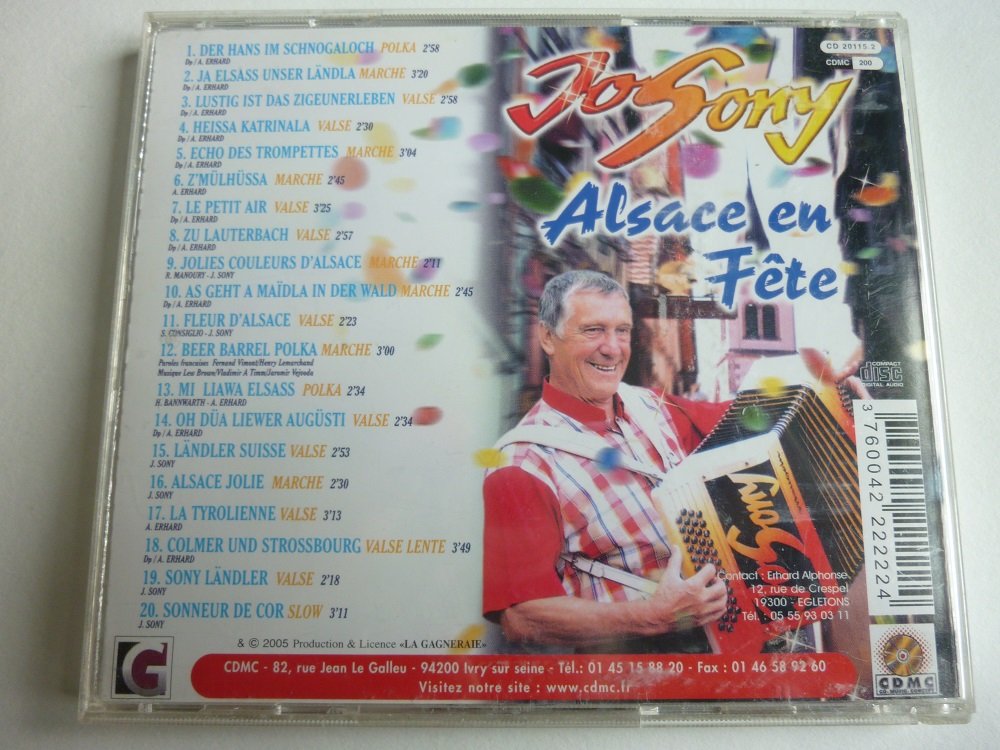 1. DER HANS IM SCHNOGALOCH POLKA 2'58
Dp / A. ERHARD
2. JA ELSASS UNSER LÄNDLA MARCHE 3'20
Dp / A. ERHARD
3. LUSTIG IST DAS ZIGEUNERLEBEN VALSE 2'58
Dp / A. ERHARD
4. HEISSA KATRINALA VALSE 2'30
Dp / A. ERHARD
5. ECHO DES TROMPETTES MARCHE 3'04
Dp / A. ERHARD
6. Z'MÜLHÜSSA MARCHE 2'45
A. ERHARD
7. LE PETIT AIR VALSE 3'25
Dp / A. ERHARD
8. ZU LAUTERBACH VALSE 2'57
Dp / A. ERHARD
9. JOLIES COULEURS D'ALSACE MARCHE 2'11
R. MANOURY - J. SONY
10. AS GEHT A MAÏDLA IN DER WALD MARCHE 2'45
Dp / A. ERHARD
11. FLEUR D'ALSACE VALSE 2'23
S. CONSIGLIO - J. SONY
12. BEER BARREL POLKA MARCHE 3'00
Paroles françaises Fernand Vimont/Henry Lemarchand
Musique Lew Brown/Vladimir A Timm/Jaromir Vejvoda
13. MI LIAWA ELSASS POLKA 2'34
H. BANNWARTH - A. ERHARD
14. OH DÜA LIEWER AUGÜSTI VALSE 2'34
Dp / A. ERHARD
15. LÄNDLER SUISSE VALSE 2'53
J. SONY
16. ALSACE JOLIE MARCHE 2'30
J. SONY
17. LA TYROLIENNE VALSE 3'13
A. ERHARD
18. COLMER UND STROSSBOURG VALSE LENTE 3'49
Dp / A. ERHARD
19. SONY LÄNDLER VALSE 2'18
J. SONY
20. SONNEUR DE COR SLOW 3'11
J. SONY
& © 2005 Production & Licence «LA GAGNERAIE»
CD 20115.2
CDMC 200
Jo Sony
Alsace en
Fête
COMPACT
disc
DIGITAL AUDIO
3 760042 222224
Sony
Contact : Erhard Alphonse
12, rue de Crespel
19300 - EGLETONS
Tél. : 05 55 93 03 11
G
CDMC - 82, rue Jean Le Galleu - 94200 Ivry sur seine - Tél.: 01 45 15 88 20 - Fax : 01 46 58 92 60
Visitez notre site : www.cdmc.fr
CDMC
CD MUSIC CONCEPT